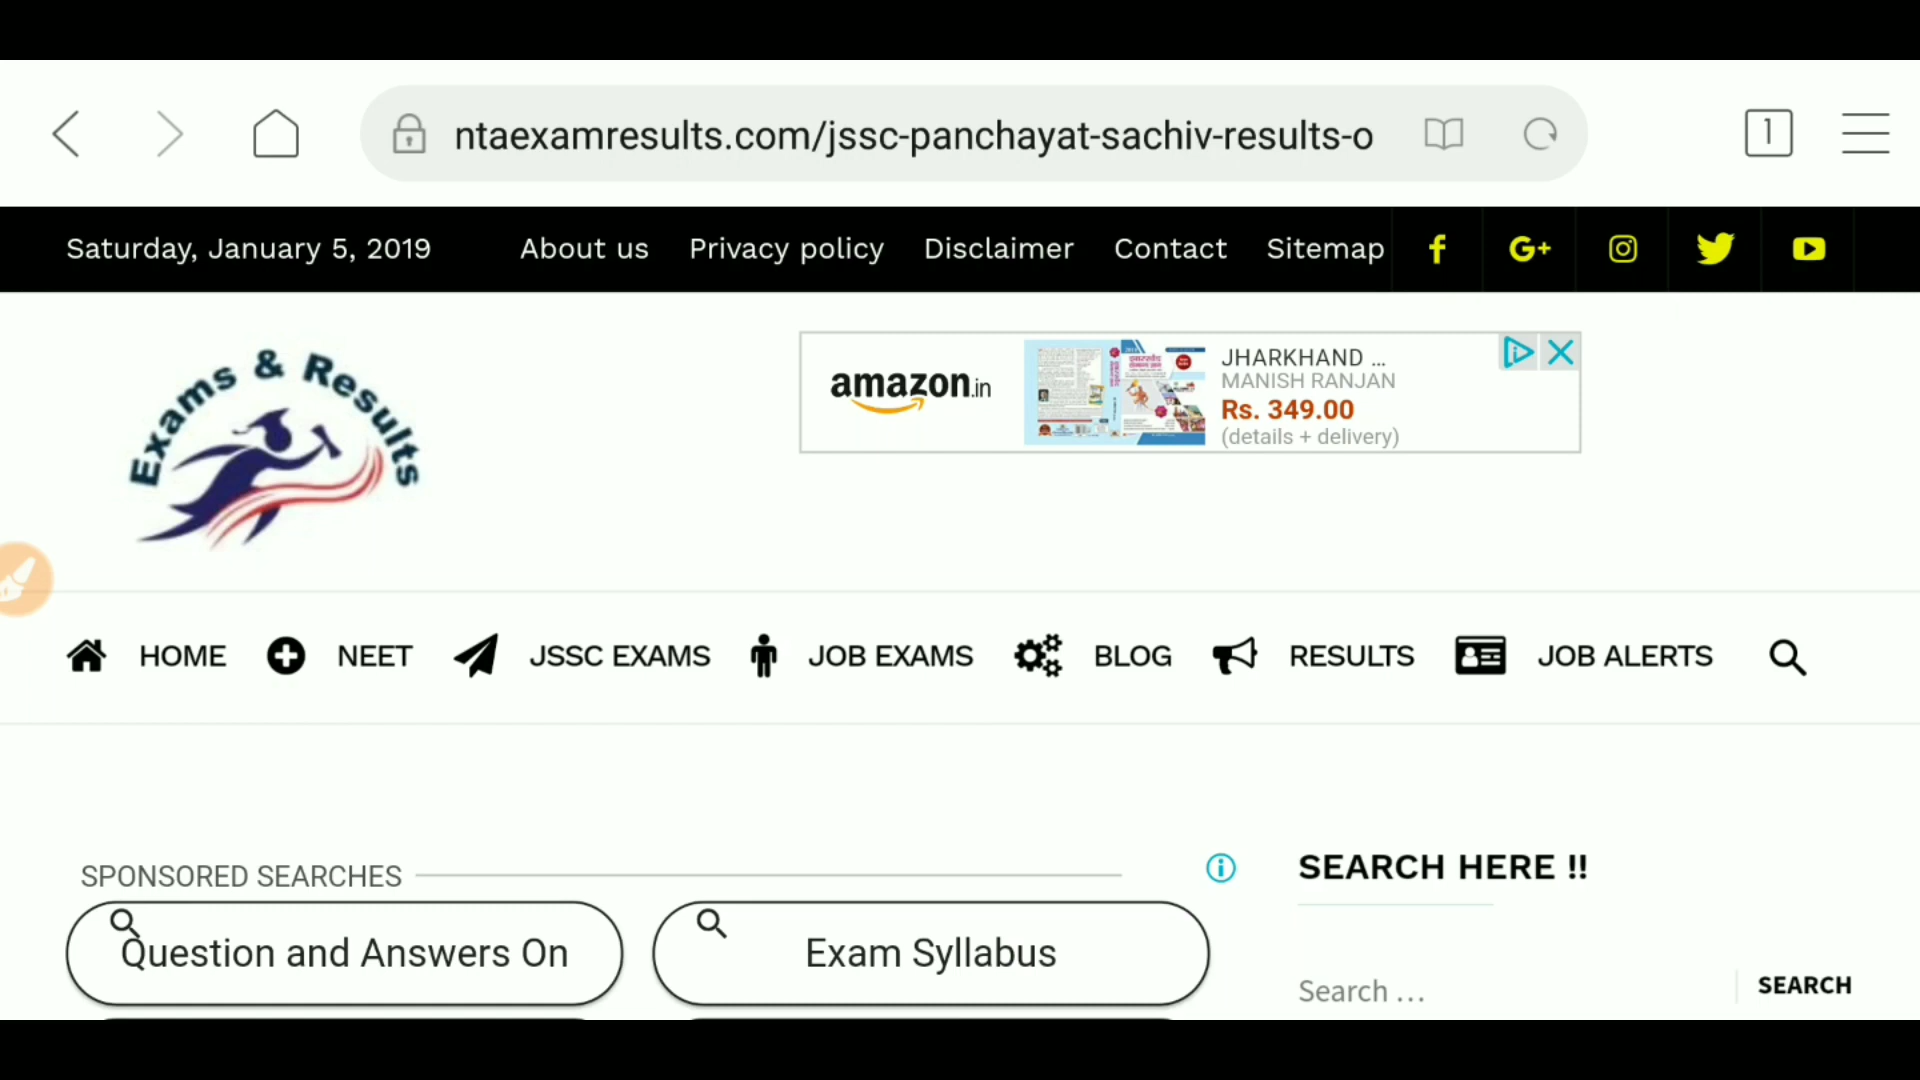 ntaexamresults.com/jssc-panchayat-sachiv-results-o
1
Saturday, January 5, 2019
About us Privacy policy Disclaimer Contact Sitemap
Exams & Results
amazon.in
JHARKHAND ...
MANISH RANJAN
Rs. 349.00
(details + delivery)
HOME NEET JSSC EXAMS JOB EXAMS BLOG RESULTS JOB ALERTS
SPONSORED SEARCHES
Question and Answers On
Exam Syllabus
SEARCH HERE !!
Search ...
SEARCH